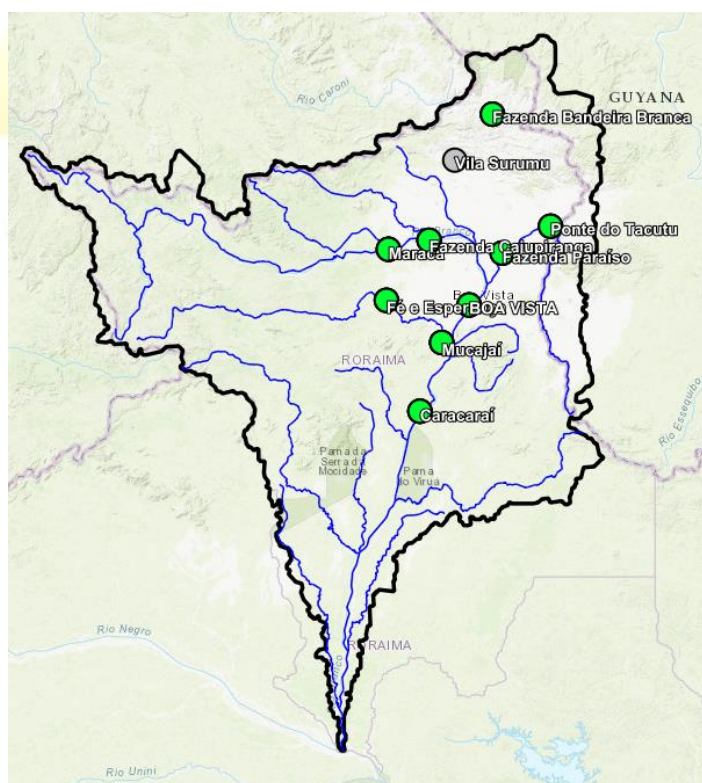 Rio Caroni
GUYANA
Fazenda Bandeira Branca
Vila Surumu
Ponte do Tacutu
Fazenda Cajupiranga
Maracá
Fazenda Paraíso
Fé e Esper
BOA VISTA
Mucajaí
RORAIMA
Caracaraí
Rio Essequibo
Parna da
Serra da
Mocidade
Parna
do Viruá
Rio Negro
RORAIMA
Rio Unini